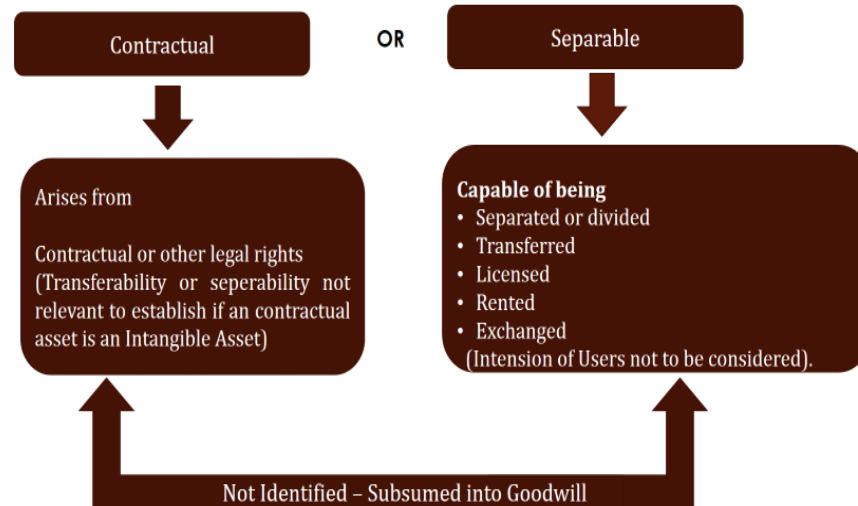 Contractual
OR
Separable
Arises from
Contractual or other legal rights
(Transferability or seperability not
relevant to establish if an contractual
asset is an Intangible Asset)
Capable of being
• Separated or divided
• Transferred
• Licensed
• Rented
• Exchanged
(Intension of Users not to be considered).
Not Identified – Subsumed into Goodwill